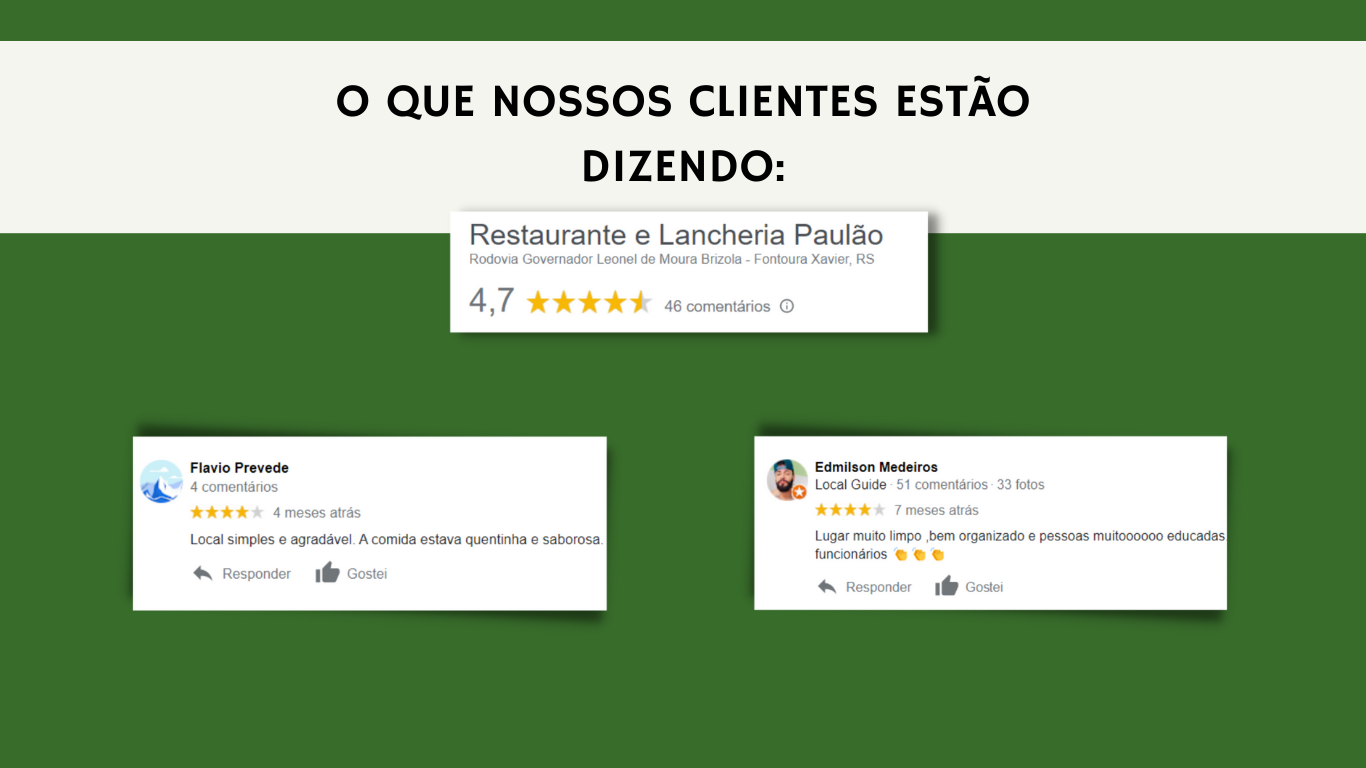 O QUE NOSSOS CLIENTES ESTÃO
DIZENDO:
Restaurante e Lancheria Paulão
Rodovia Governador Leonel de Moura Brizola - Fontoura Xavier, RS
4,7 46 comentários
Flavio Prevede
4 comentários
4 meses atrás
Local simples e agradável. A comida estava quentinha e saborosa.
Responder Gostei
Edmilson Medeiros
Local Guide · 51 comentários · 33 fotos
7 meses atrás
Lugar muito limpo ,bem organizado e pessoas muitoooooo educadas
funcionários 👏👏👏
Responder Gostei